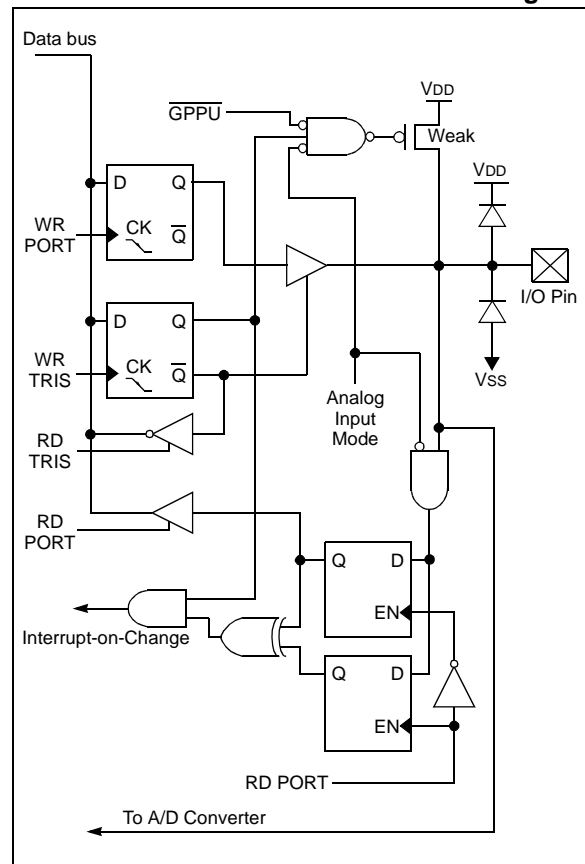 Data bus
VDD
GPPU
Weak
VDD
D Q
WR
PORT
CK
Q
I/O Pin
D Q
WR
TRIS
CK
Q
VSS
Analog
Input
Mode
RD
TRIS
RD
PORT
Q D
EN
Interrupt-on-Change
Q D
EN
RD PORT
To A/D Converter